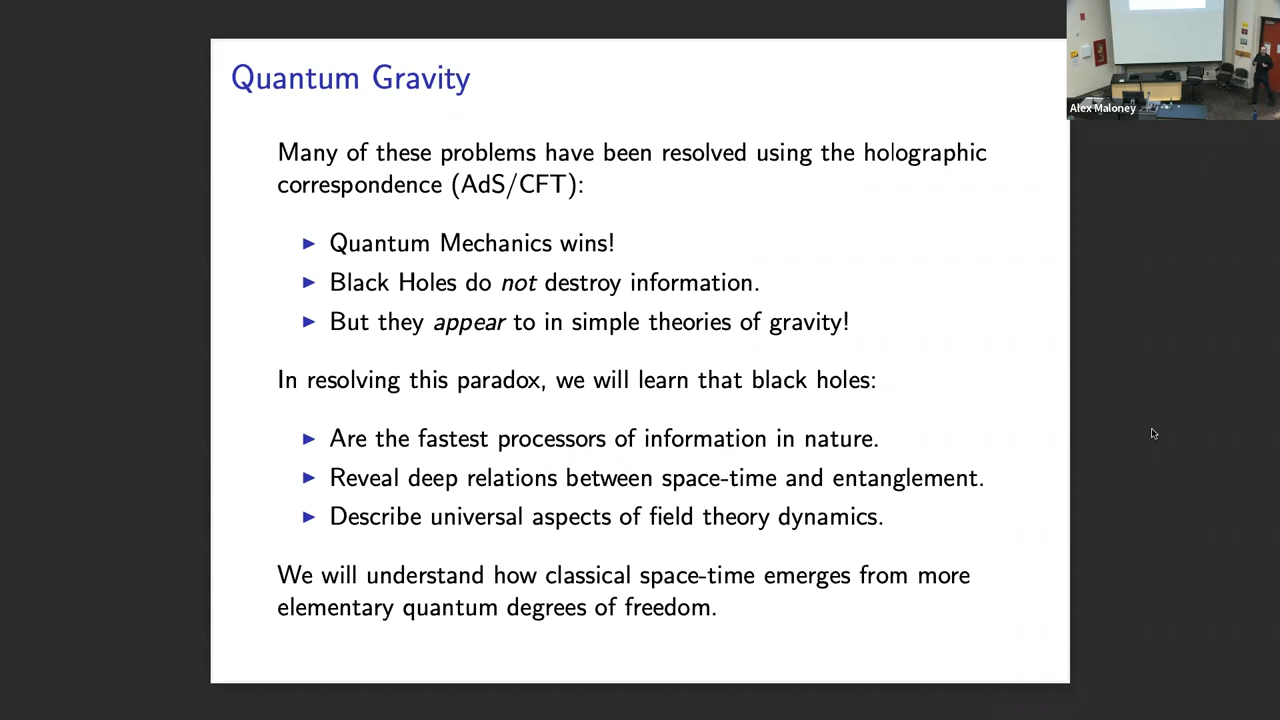 Quantum Gravity
Alex Maloney
Many of these problems have been resolved using the holographic
correspondence (AdS/CFT):
▶ Quantum Mechanics wins!
▶ Black Holes do not destroy information.
▶ But they appear to in simple theories of gravity!
In resolving this paradox, we will learn that black holes:
▶ Are the fastest processors of information in nature.
▶ Reveal deep relations between space-time and entanglement.
▶ Describe universal aspects of field theory dynamics.
We will understand how classical space-time emerges from more
elementary quantum degrees of freedom.